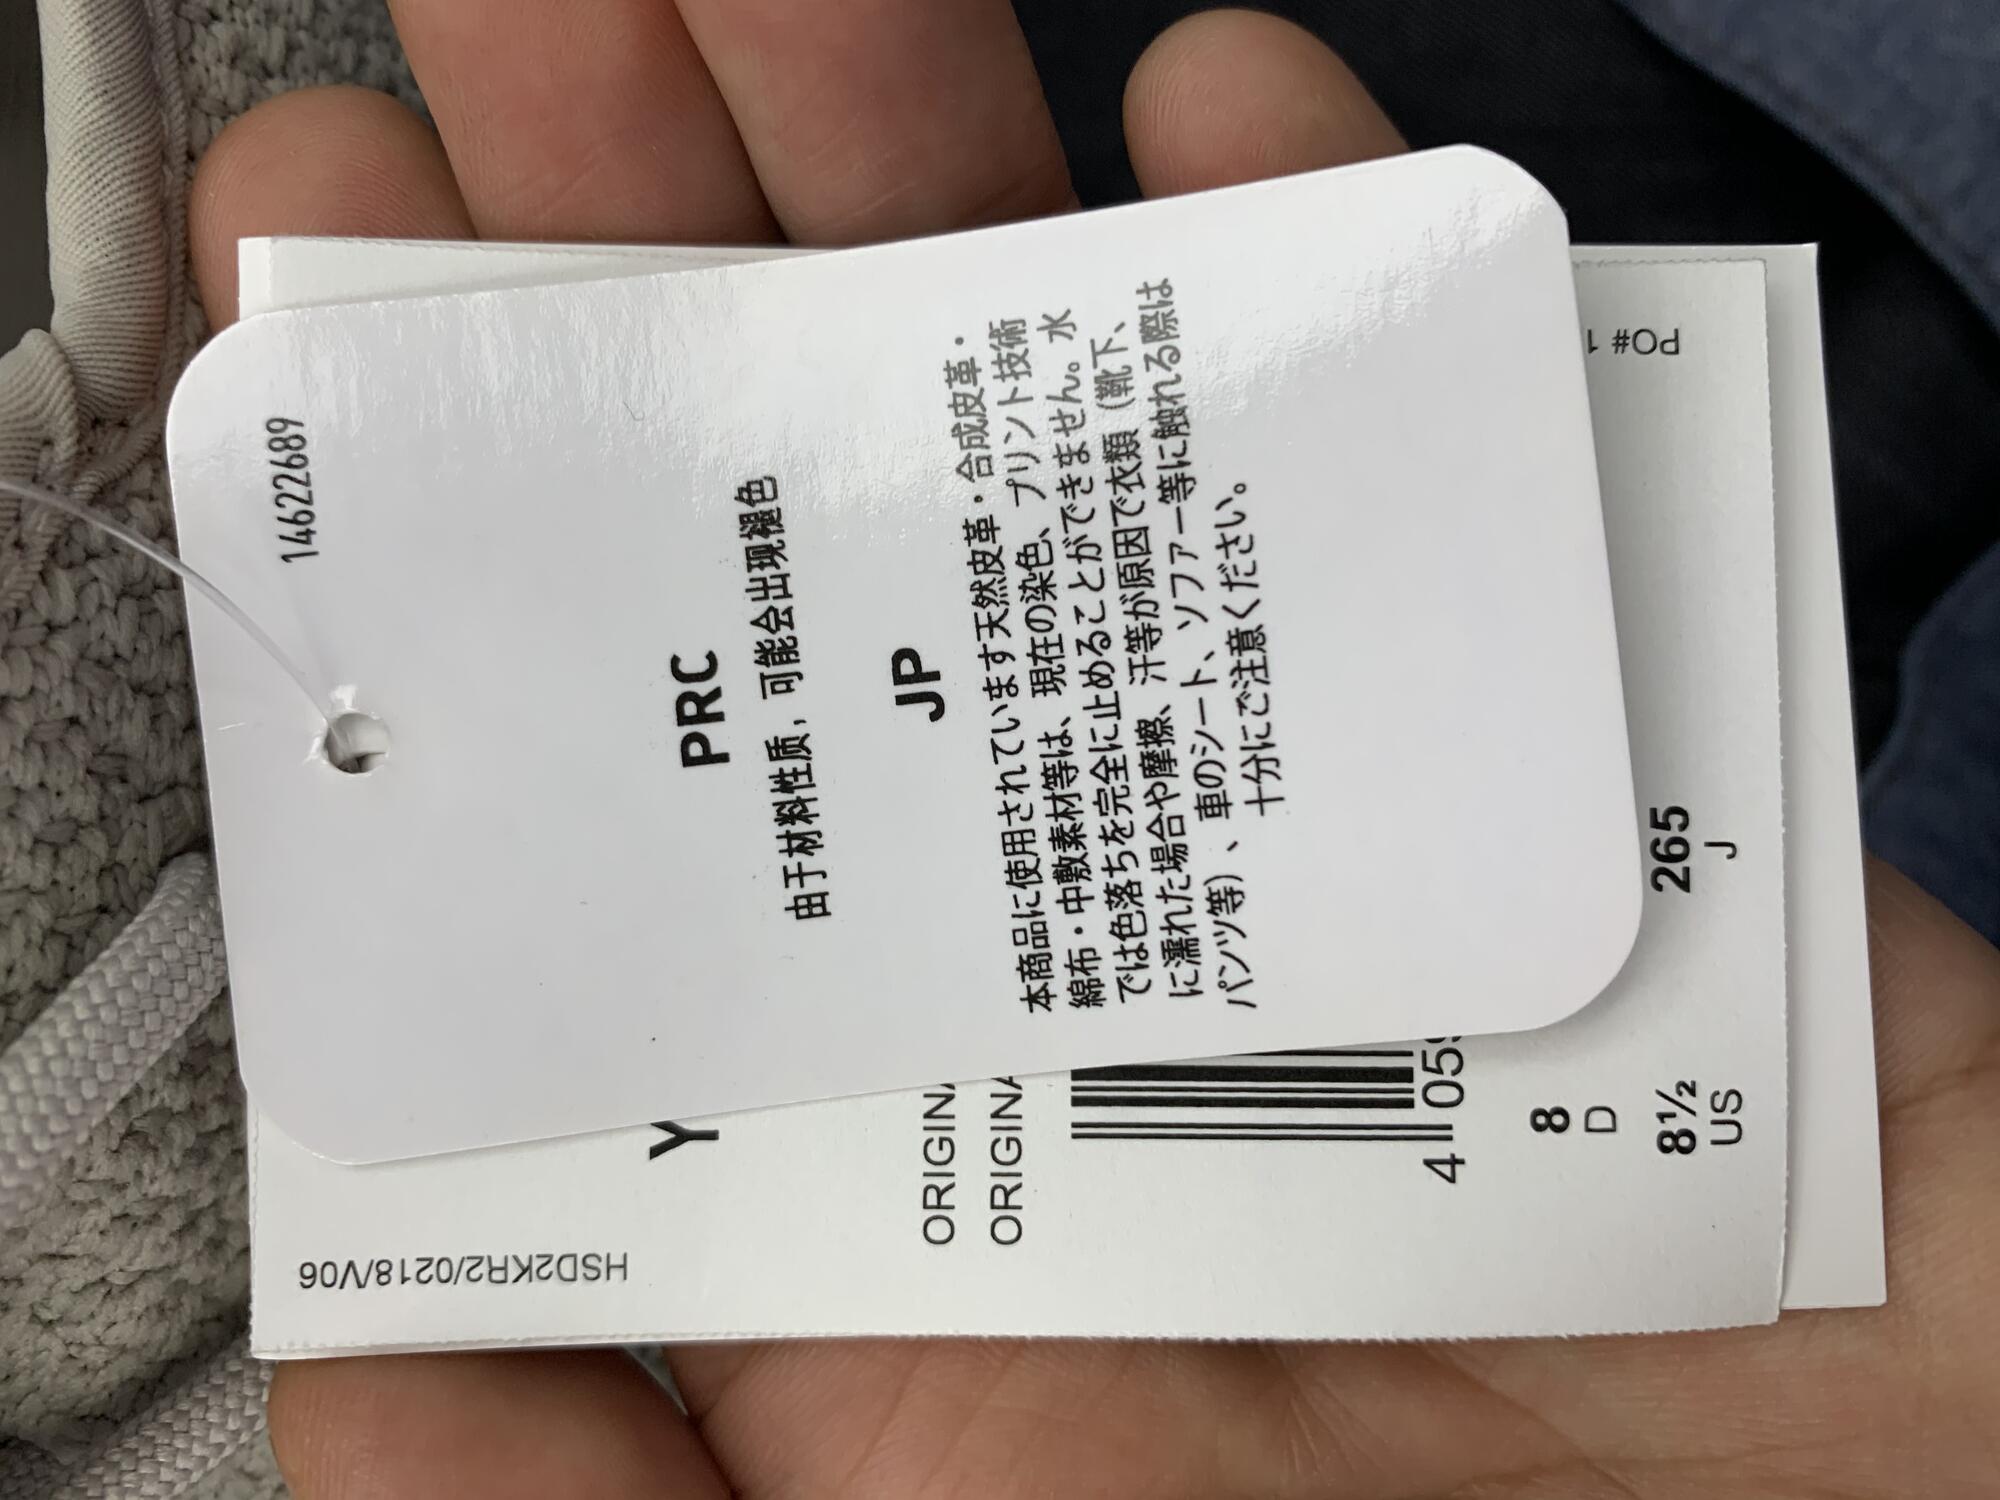 14622689
PRC
由于材料性质, 可能会出现褪色
JP
本商品に使用されています天然皮革・合成皮革・
綿布・中敷素材等は、現在の染色、プリント技術
では色落ちを完全に止めることができません。水
に濡れた場合や摩擦、汗等が原因で衣類（靴下、
パンツ等）、車のシート、ソファー等に触れる際は
十分にご注意ください。
HSD2KR2/0218/V06
Y
ORIGINA
ORIGINA
4 059
8
D
8½
US
265
J
PO# 1